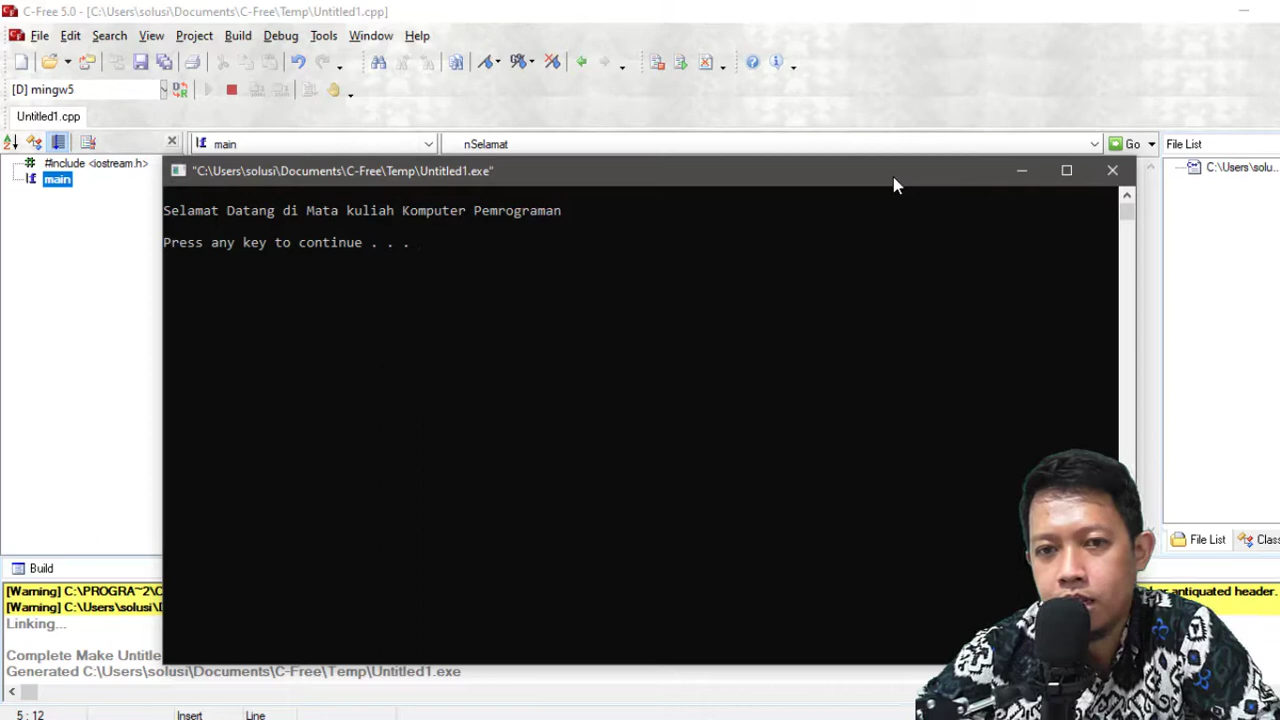 C-Free 5.0 - [C:\Users\solusi\Documents\C-Free\Temp\Untitled1.cpp]
File Edit Search View Project Build Debug Tools Window Help
[D] mingw5
Untitled1.cpp
main
nSelamat
Go
File List
#include <iostream.h>
main
"C:\Users\solusi\Documents\C-Free\Temp\Untitled1.exe"
C:\Users\solu...
Selamat Datang di Mata kuliah Komputer Pemrograman
Press any key to continue . . .
File List
Class
Build
[Warning] C:\PROGRA~2\C
antiquated header.
[Warning] C:\Users\solusi\D
Linking...
Complete Make Untitle
Generated C:\Users\solusi\Documents\C-Free\Temp\Untitled1.exe
5 : 12
Insert
Line